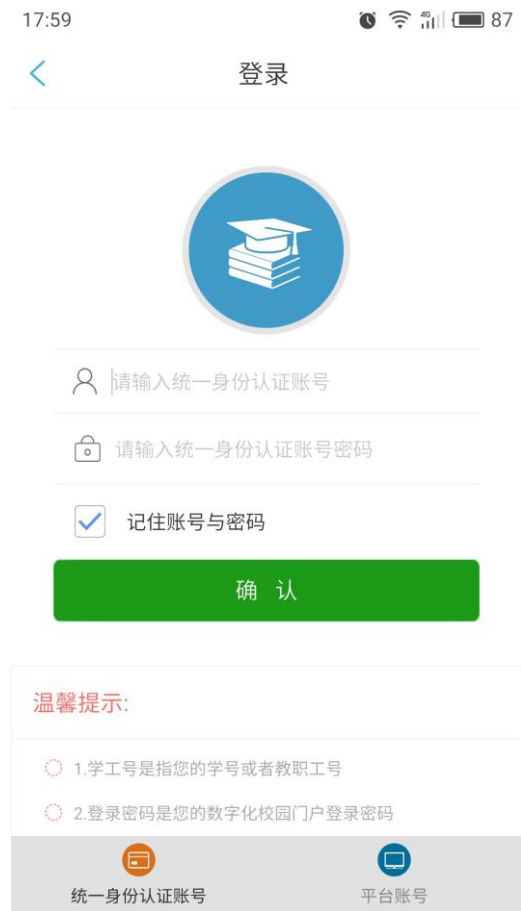 17:59
4G
87
登录
请输入统一身份认证账号
请输入统一身份认证账号密码
记住账号与密码
确 认
温馨提示:
1.学工号是指您的学号或者教职工号
2.登录密码是您的数字化校园门户登录密码
统一身份认证账号
平台账号